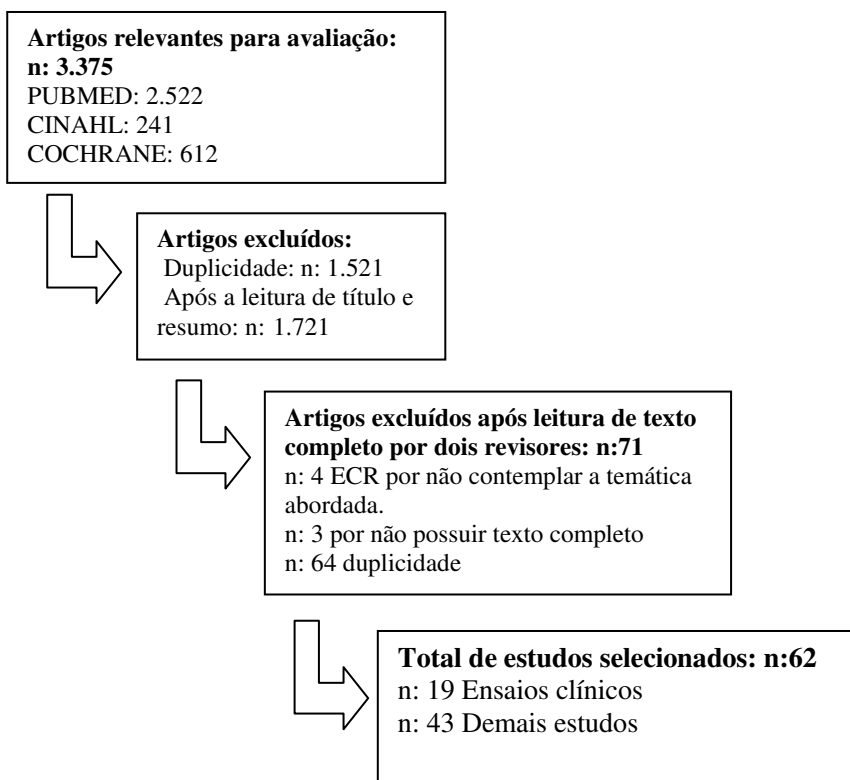 Artigos relevantes para avaliação:
n: 3.375
PUBMED: 2.522
CINAHL: 241
COCHRANE: 612
Artigos excluídos:
Duplicidade: n: 1.521
Após a leitura de título e
resumo: n: 1.721
Artigos excluídos após leitura de texto
completo por dois revisores: n:71
n: 4 ECR por não contemplar a temática
abordada.
n: 3 por não possuir texto completo
n: 64 duplicidade
Total de estudos selecionados: n:62
n: 19 Ensaios clínicos
n: 43 Demais estudos